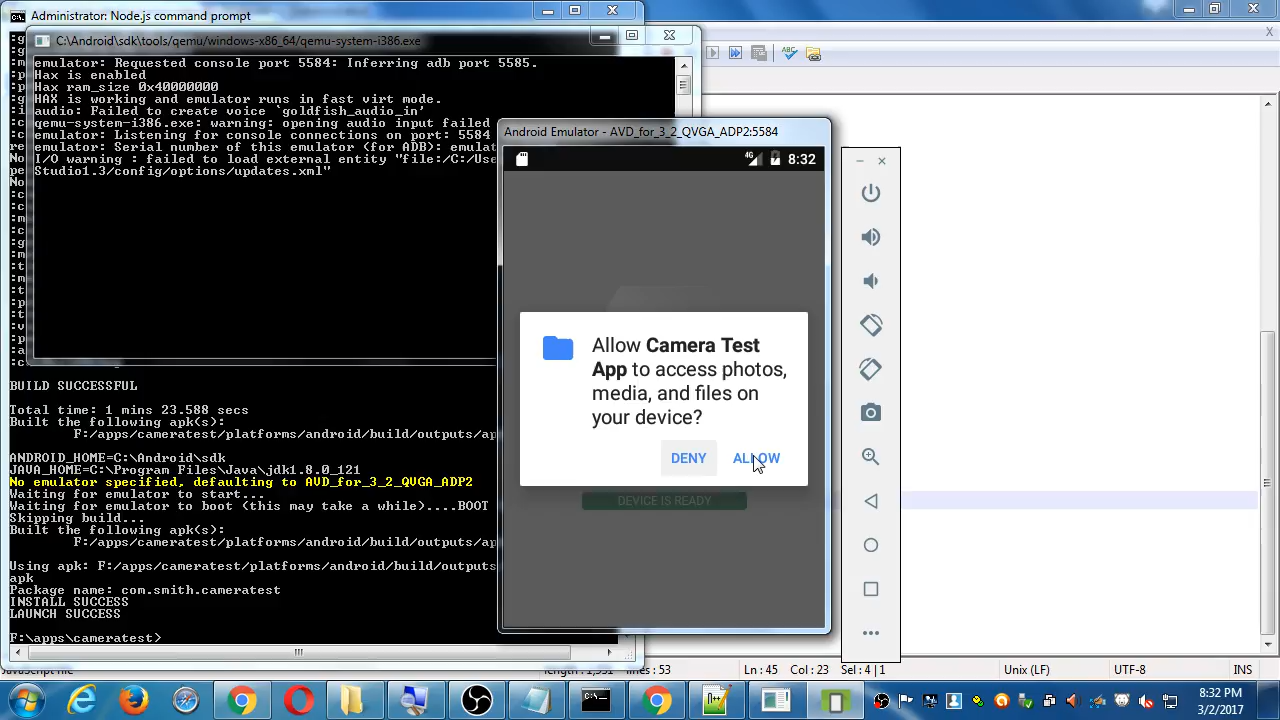 Administrator: Node.js command prompt
C:\Android\sdk\tools/qemu/windows-x86_64/qemu-system-i386.exe
emulator: Requested console port 5584: Inferring adb port 5585.
Hax is enabled
Hax ram_size 0x40000000
HAX is working and emulator runs in fast virt mode.
audio: Failed to create voice `goldfish_audio_in'
qemu-system-i386.exe: warning: opening audio input failed
emulator: Listening for console connections on port: 5584
emulator: Serial number of this emulator (for ADB): emulat
I/O warning : failed to load external entity "file:/C:/Use
Studio1.3/config/options/updates.xml"
BUILD SUCCESSFUL
Total time: 1 mins 23.588 secs
Built the following apk(s):
F:/apps/cameratest/platforms/android/build/outputs/ap
ANDROID_HOME=C:\Android\sdk
JAVA_HOME=C:\Program Files\Java\jdk1.8.0_121
No emulator specified, defaulting to AVD_for_3_2_QVGA_ADP2
Waiting for emulator to start...
Waiting for emulator to boot (this may take a while)....BOOT
Skipping build...
Built the following apk(s):
F:/apps/cameratest/platforms/android/build/outputs/ap
Using apk: F:/apps/cameratest/platforms/android/build/outputs
apk
Package name: com.smith.cameratest
INSTALL SUCCESS
LAUNCH SUCCESS
F:\apps\cameratest>
Android Emulator - AVD_for_3_2_QVGA_ADP2:5584
4G 8:32
Allow Camera Test
App to access photos,
media, and files on
your device?
DENY ALLOW
DEVICE IS READY
Ln : 45 Col : 23 Sel : 4 | 1 Unix (LF) UTF-8 INS
8:32 PM
3/2/2017